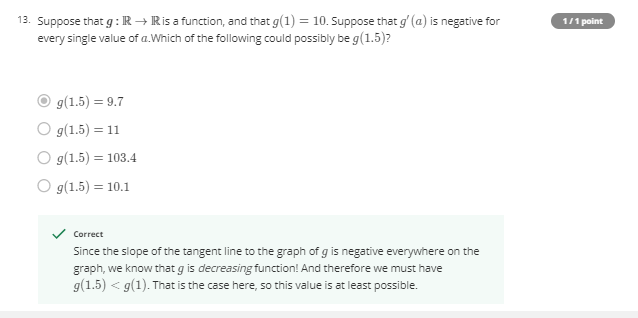 13. Suppose that g : ℝ → ℝ is a function, and that g(1) = 10. Suppose that g′(a) is negative for
1 / 1 point
every single value of a.Which of the following could possibly be g(1.5)?
g(1.5) = 9.7
g(1.5) = 11
g(1.5) = 103.4
g(1.5) = 10.1
Correct
Since the slope of the tangent line to the graph of g is negative everywhere on the
graph, we know that g is decreasing function! And therefore we must have
g(1.5) < g(1). That is the case here, so this value is at least possible.